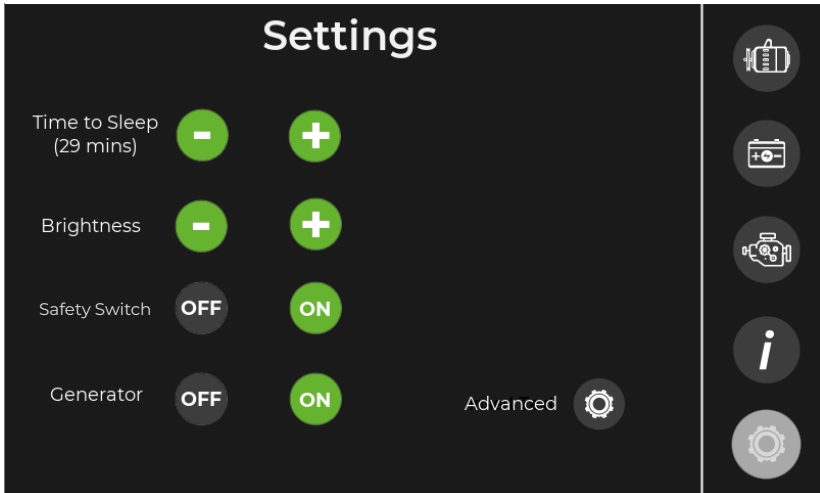 Settings
Time to Sleep
(29 mins)
- +
Brightness
- +
Safety Switch
OFF ON
Generator
OFF ON
Advanced
+ -
i